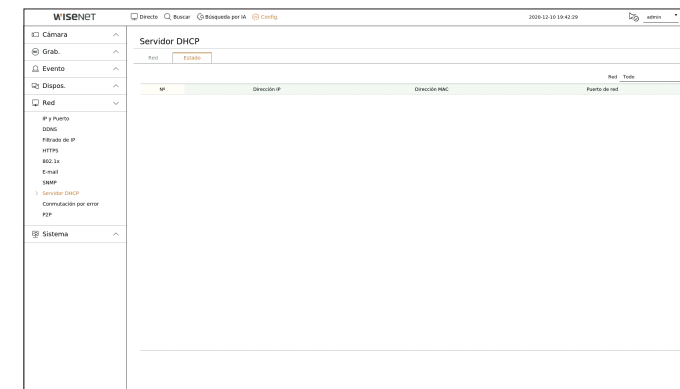 WISENET
Directo Buscar Búsqueda por IA Config. 2020-12-10 19:42:29 admin
Cámara
Grab.
Evento
Dispos.
Red
IP y Puerto
DDNS
Filtrado de IP
HTTPS
802.1x
E-mail
SNMP
Servidor DHCP
Conmutación por error
P2P
Sistema
Servidor DHCP
Red Estado
Red Todo
Nº Dirección IP Dirección MAC Puerto de red